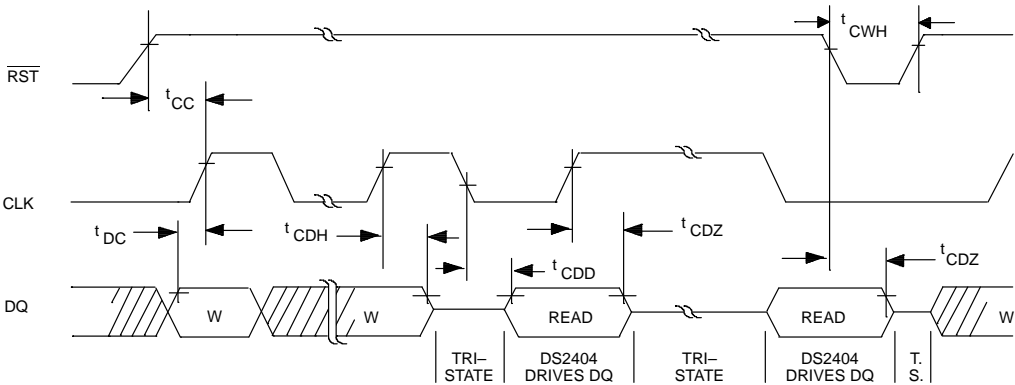 t CWH
RST
t CC
CLK
t DC
t CDH
t CDZ
t CDD
t CDZ
DQ
W
W
READ
READ
W
TRI–
STATE
DS2404
DRIVES DQ
TRI–
STATE
DS2404
DRIVES DQ
T.
S.